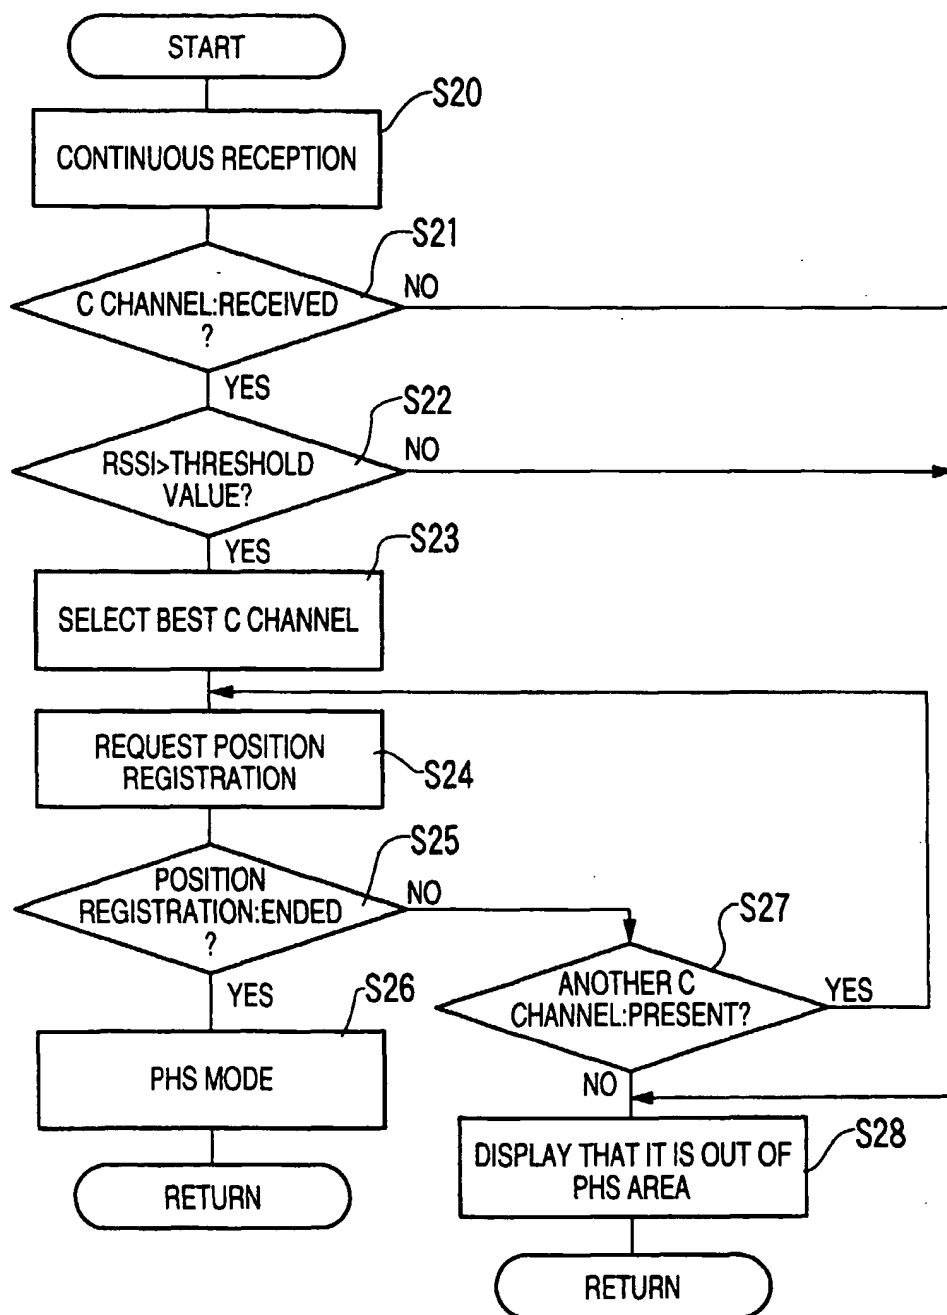 START
S20
CONTINUOUS RECEPTION
S21
C CHANNEL:RECEIVED
?
NO
YES
S22
RSSI>THRESHOLD
VALUE?
NO
YES
S23
SELECT BEST C CHANNEL
REQUEST POSITION
REGISTRATION
S24
S25
POSITION
REGISTRATION:ENDED
?
NO
YES
S27
ANOTHER C
CHANNEL:PRESENT?
YES
NO
S26
PHS MODE
RETURN
S28
DISPLAY THAT IT IS OUT OF
PHS AREA
RETURN